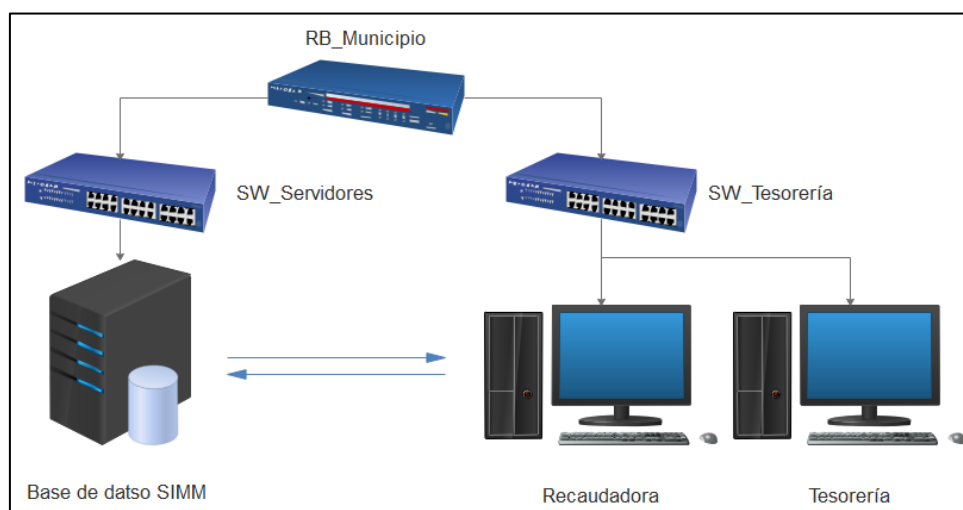 RB_Municipio
SW_Servidores
SW_Tesorería
Base de datso SIMM
Recaudadora
Tesorería